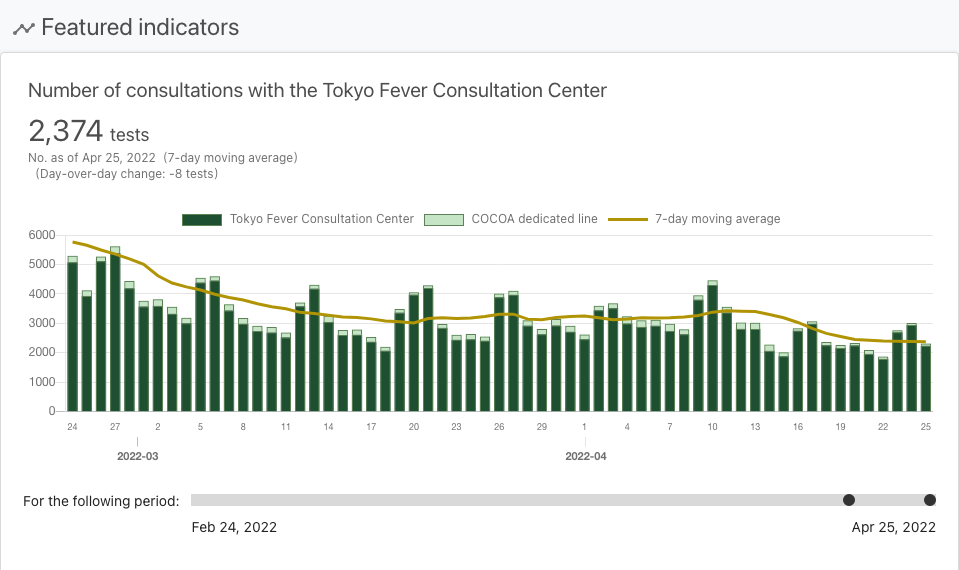 Featured indicators
Number of consultations with the Tokyo Fever Consultation Center
2,374 tests
No. as of Apr 25, 2022 (7-day moving average)
(Day-over-day change: -8 tests)
Tokyo Fever Consultation Center COCOA dedicated line 7-day moving average
6000
5000
4000
3000
2000
1000
0
24 27 2 5 8 11 14 17 20 23 26 29 1 4 7 10 13 16 19 22 25
2022-03 2022-04
For the following period:
Feb 24, 2022 Apr 25, 2022